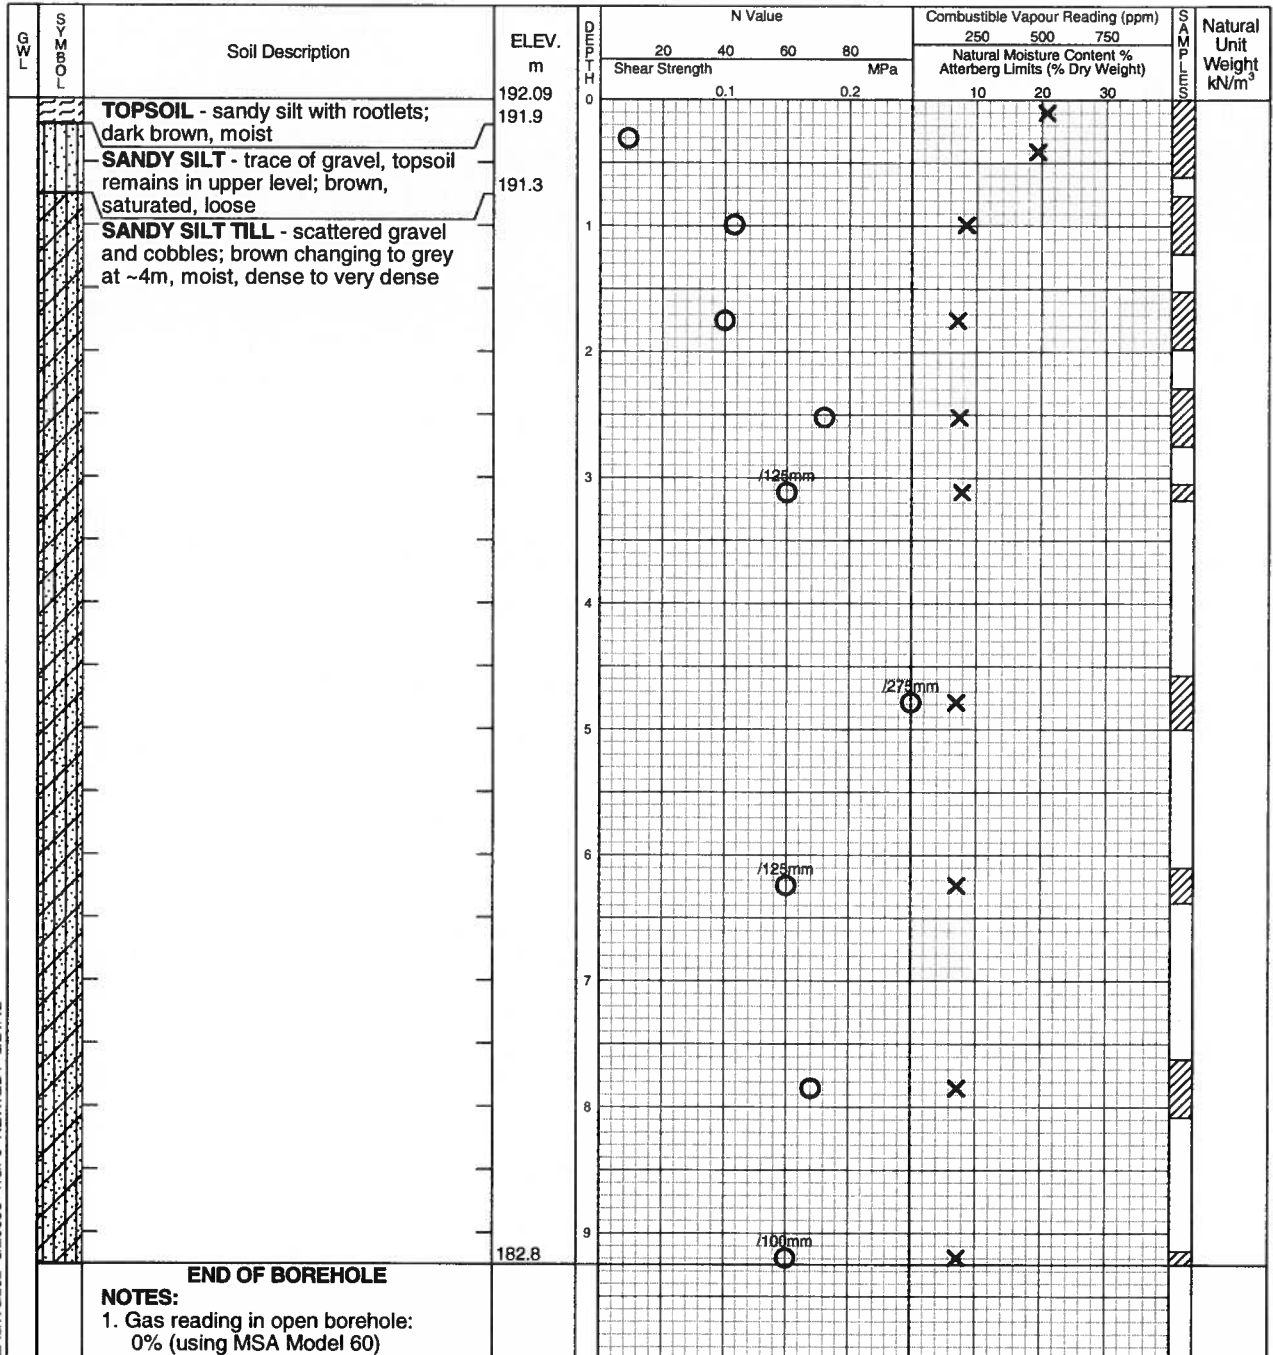 GWL
SYMBOL
Soil Description
ELEV.
m
DEPTH
N Value
20 40 60 80
Shear Strength MPa
0.1 0.2
Combustible Vapour Reading (ppm)
250 500 750
Natural Moisture Content %
Atterberg Limits (% Dry Weight)
10 20 30
SAMPLES
Natural
Unit
Weight
kN/m³
192.09
0
TOPSOIL - sandy silt with rootlets;
191.9
dark brown, moist
SANDY SILT - trace of gravel, topsoil
remains in upper level; brown,
191.3
saturated, loose
SANDY SILT TILL - scattered gravel
and cobbles; brown changing to grey
at ~4m, moist, dense to very dense
1
2
/125mm
3
4
/275mm
5
6
/125mm
7
8
9
/100mm
182.8
END OF BOREHOLE
NOTES:
1. Gas reading in open borehole:
0% (using MSA Model 60)